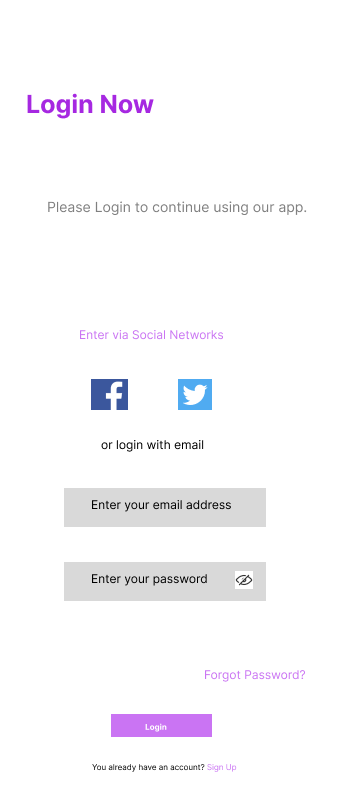 Login Now
Please Login to continue using our app.
Enter via Social Networks
or login with email
Enter your email address
Enter your password
Forgot Password?
Login
You already have an account? Sign Up